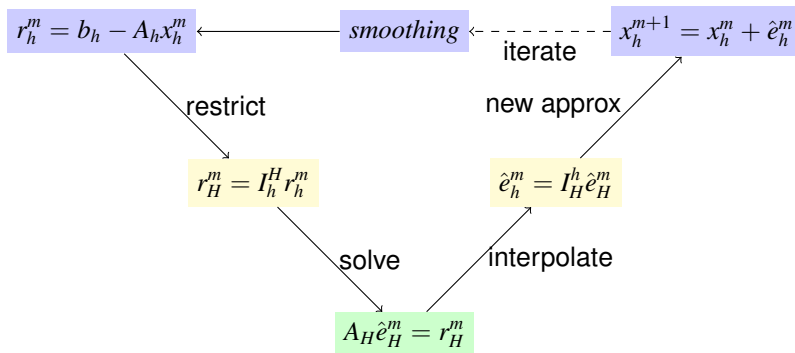 r_h^m = b_h − A_h x_h^m
smoothing
x_h^{m+1} = x_h^m + ê_h^m
iterate
restrict
new approx
r_H^m = I_h^H r_h^m
ê_h^m = I_H^h ê_H^m
solve
interpolate
A_H ê_H^m = r_H^m